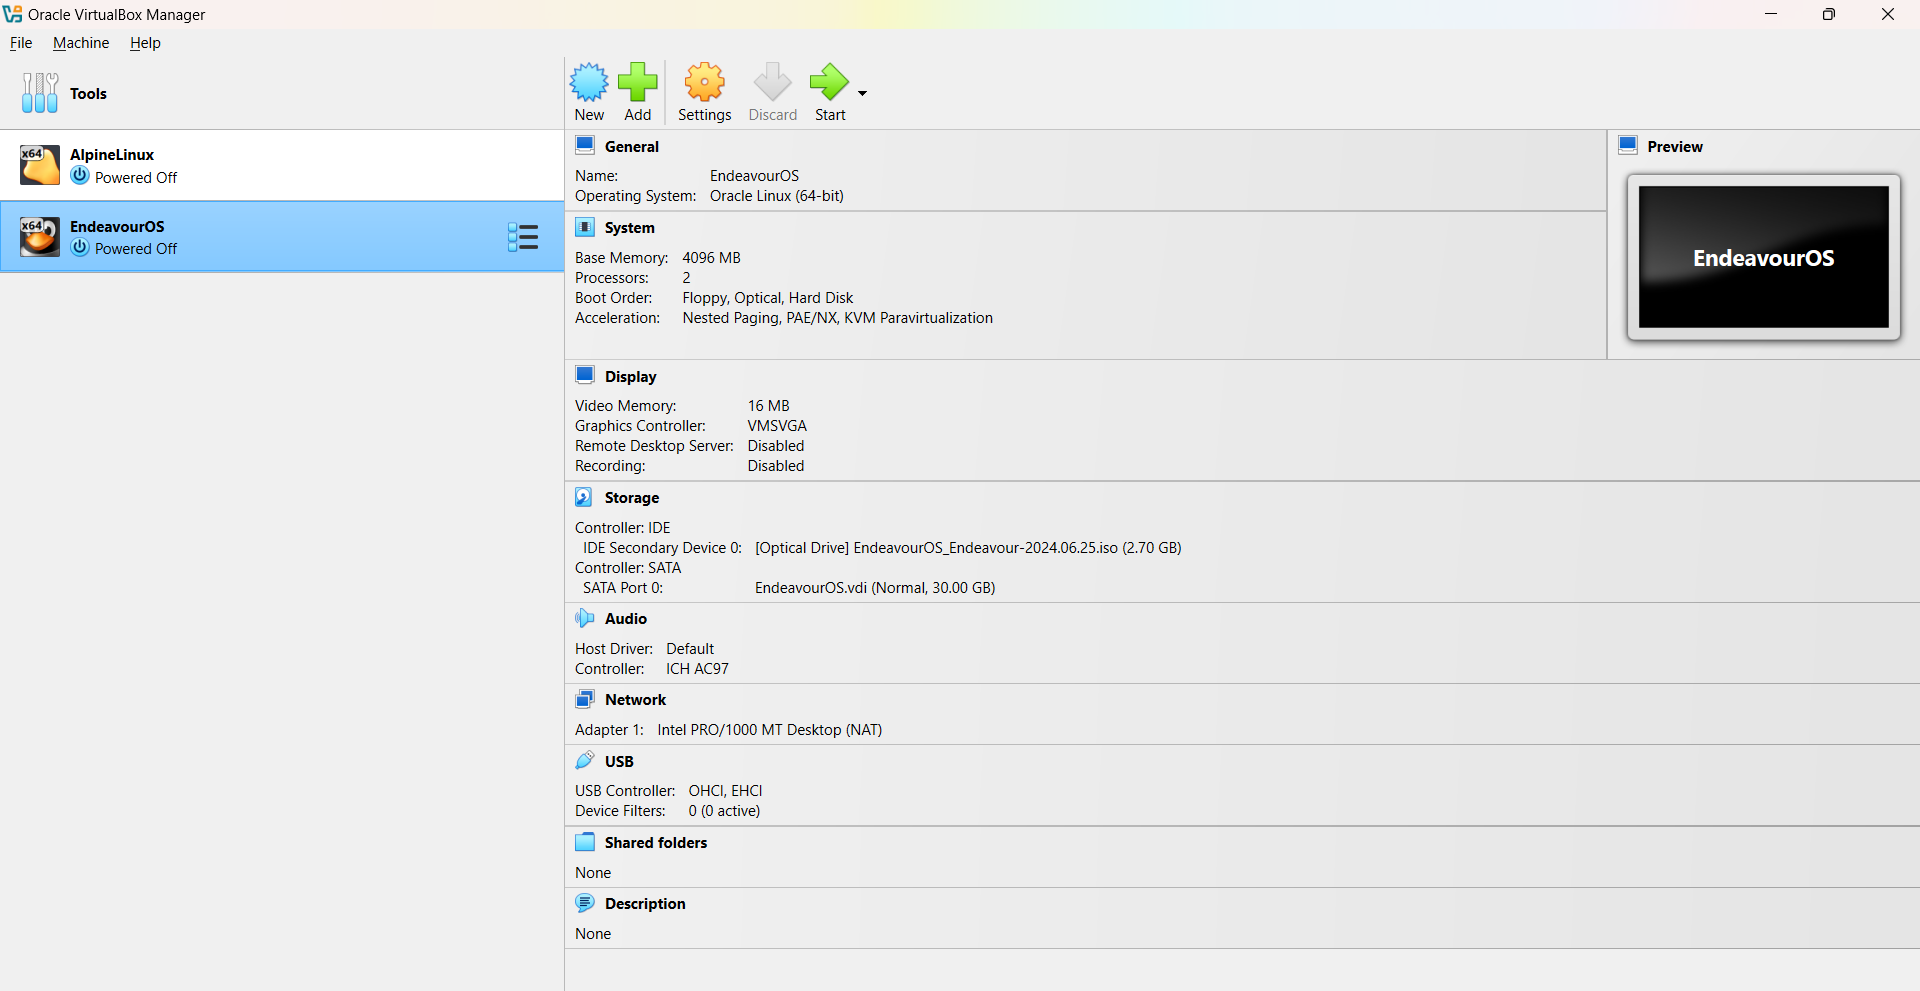 Oracle VirtualBox Manager
File Machine Help
Tools
New Add Settings Discard Start
x64 AlpineLinux
Powered Off
x64 EndeavourOS
Powered Off
General
Name: EndeavourOS
Operating System: Oracle Linux (64-bit)
System
Base Memory: 4096 MB
Processors: 2
Boot Order: Floppy, Optical, Hard Disk
Acceleration: Nested Paging, PAE/NX, KVM Paravirtualization
Preview
EndeavourOS
Display
Video Memory: 16 MB
Graphics Controller: VMSVGA
Remote Desktop Server: Disabled
Recording: Disabled
Storage
Controller: IDE
IDE Secondary Device 0: [Optical Drive] EndeavourOS_Endeavour-2024.06.25.iso (2.70 GB)
Controller: SATA
SATA Port 0: EndeavourOS.vdi (Normal, 30.00 GB)
Audio
Host Driver: Default
Controller: ICH AC97
Network
Adapter 1: Intel PRO/1000 MT Desktop (NAT)
USB
USB Controller: OHCI, EHCI
Device Filters: 0 (0 active)
Shared folders
None
Description
None